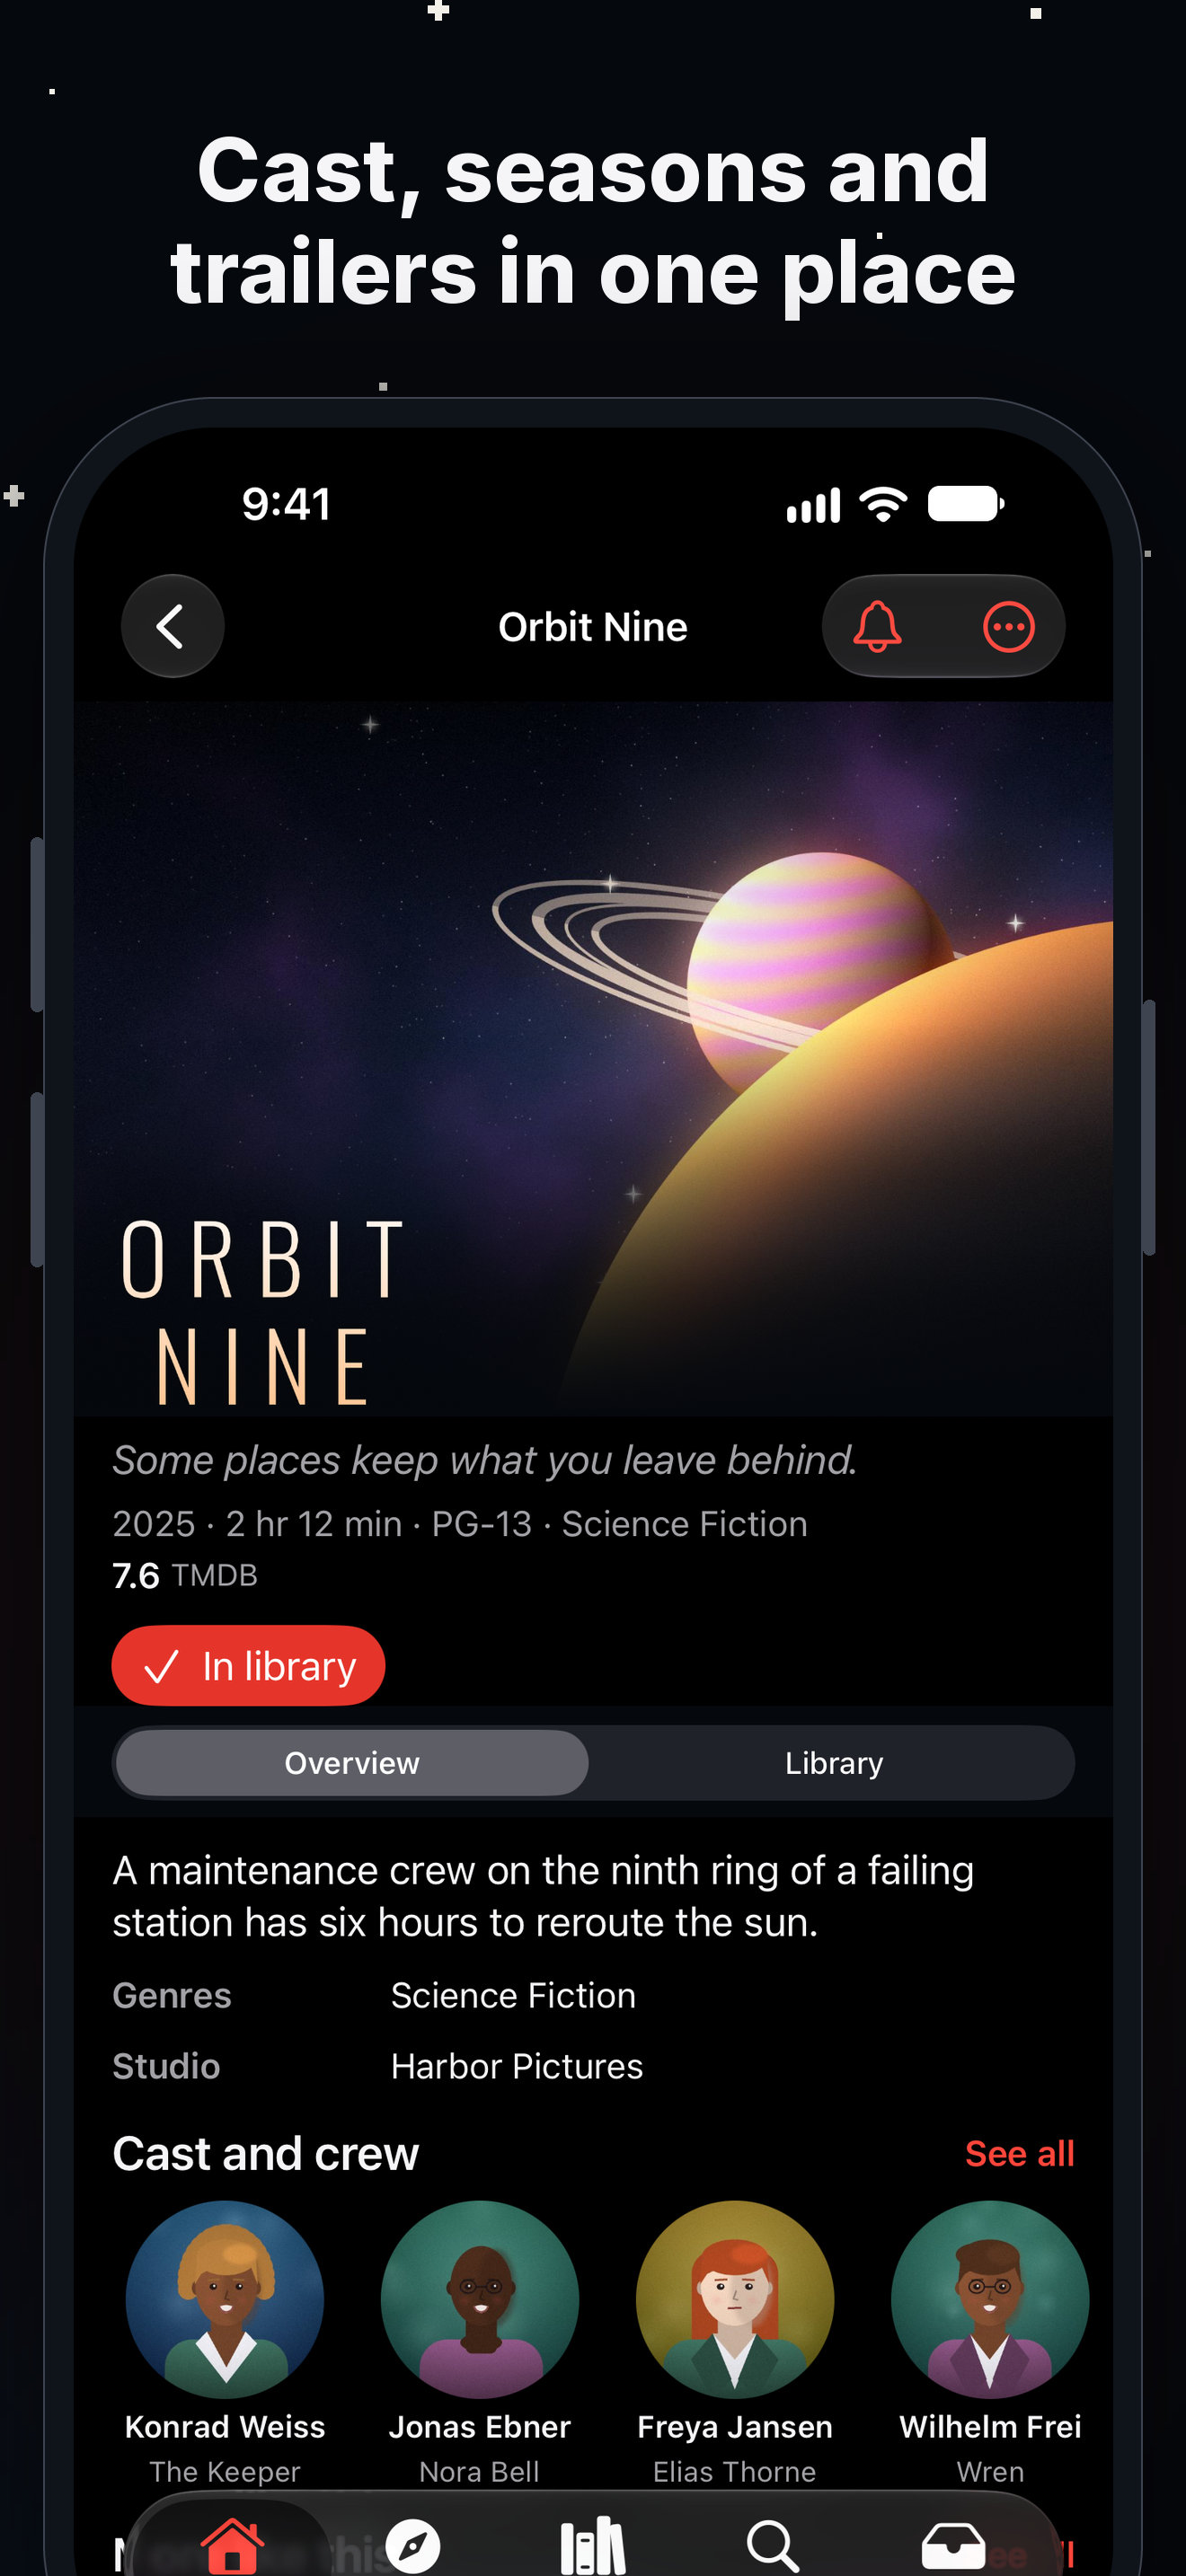 Cast, seasons and
trailers in one place
9:41
Orbit Nine
ORBIT
NINE
Some places keep what you leave behind.
2025 · 2 hr 12 min · PG-13 · Science Fiction
7.6 TMDB
In library
Overview Library
A maintenance crew on the ninth ring of a failing
station has six hours to reroute the sun.
Genres Science Fiction
Studio Harbor Pictures
Cast and crew See all
Konrad Weiss Jonas Ebner Freya Jansen Wilhelm Frei
The Keeper Nora Bell Elias Thorne Wren